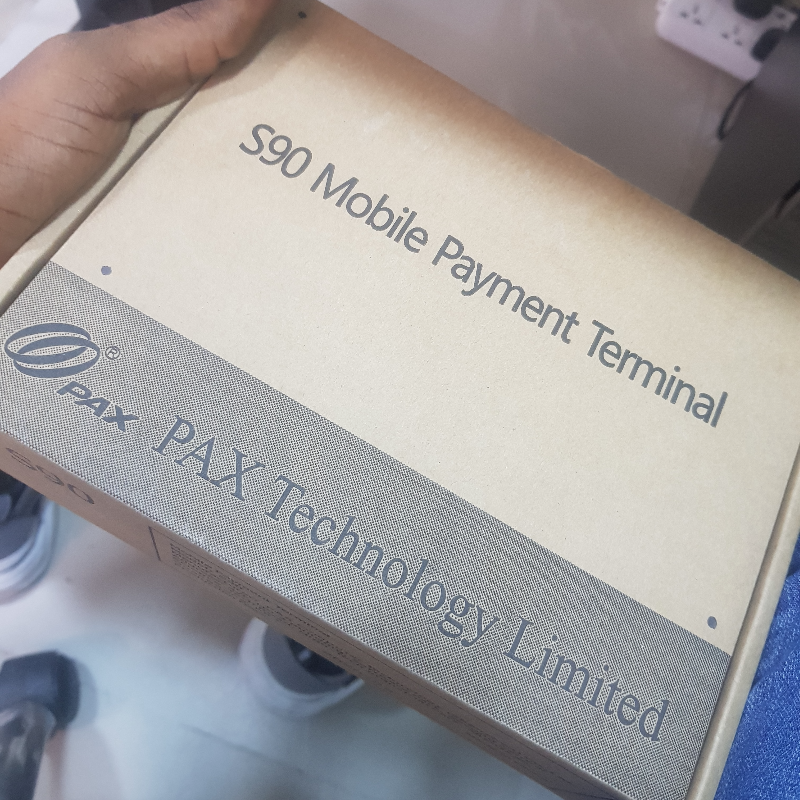 S90 Mobile Payment Terminal
®
PAX
PAX Technology Limited
S90